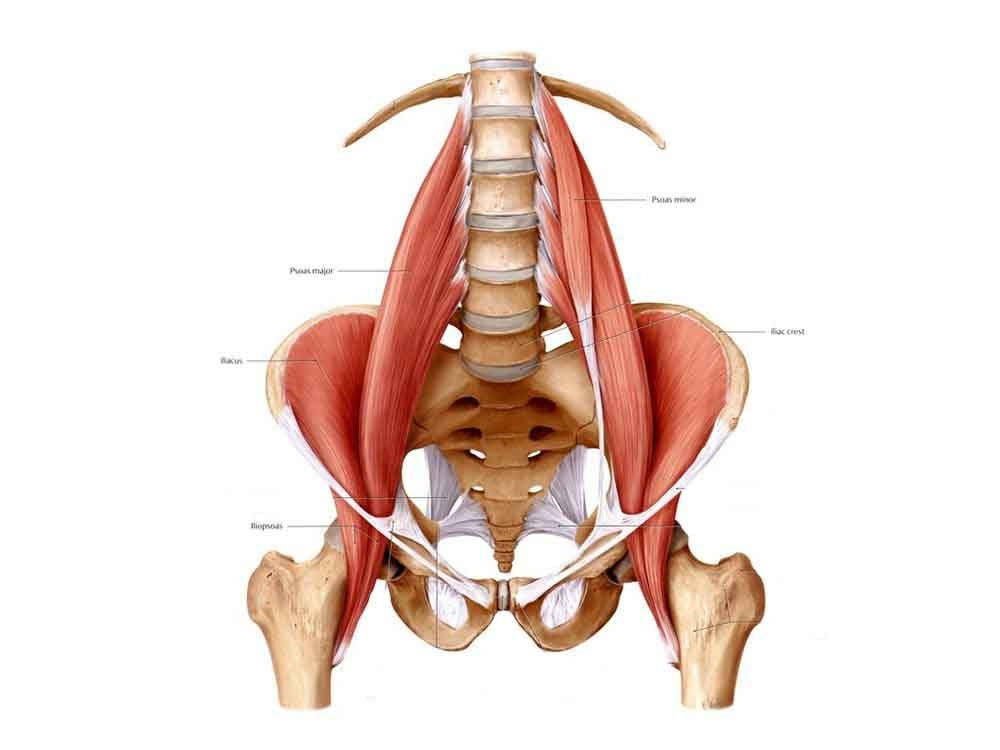 Psoas minor
Psoas major
Iliac crest
Iliacus
Iliopsoas